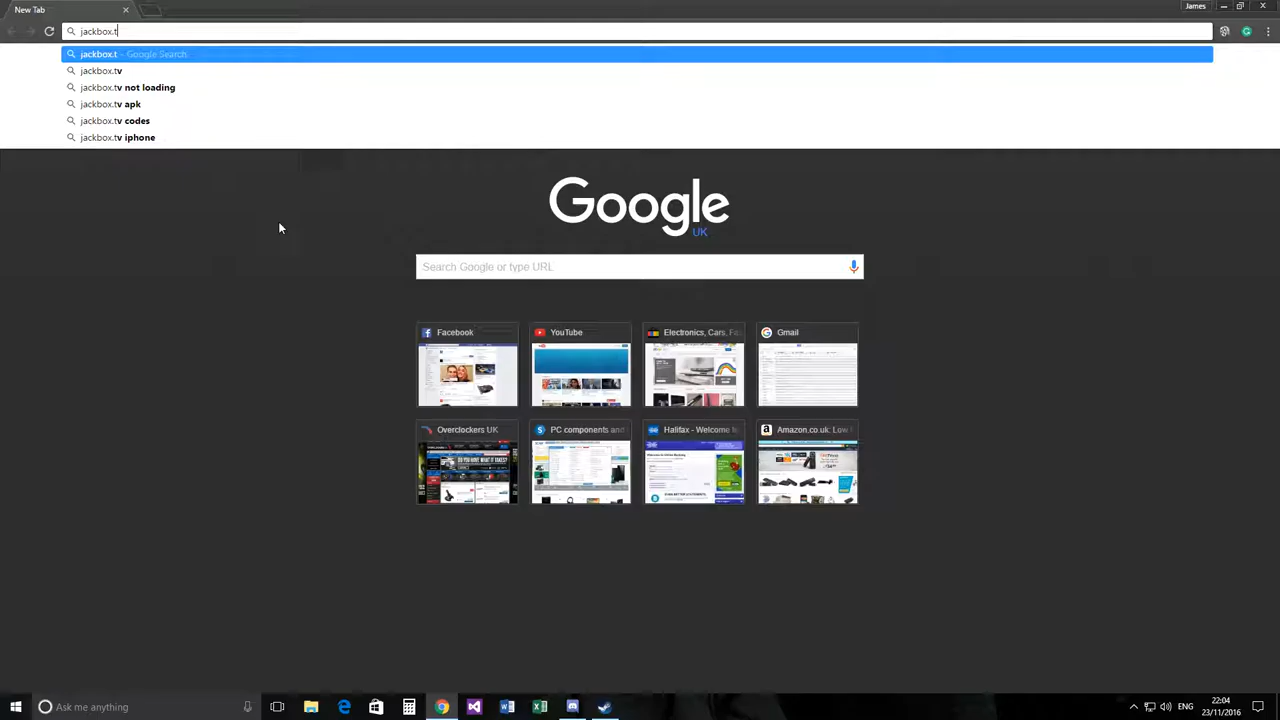 New Tab
James
jackbox.t
jackbox.t - Google Search
jackbox.tv
jackbox.tv not loading
jackbox.tv apk
jackbox.tv codes
jackbox.tv iphone
Google
UK
Search Google or type URL
Facebook
YouTube
Electronics, Cars, Fa
Gmail
Overclockers UK
PC components and
Halifax - Welcome to
Amazon.co.uk: Low
Ask me anything
ENG
22:04
23/11/2016